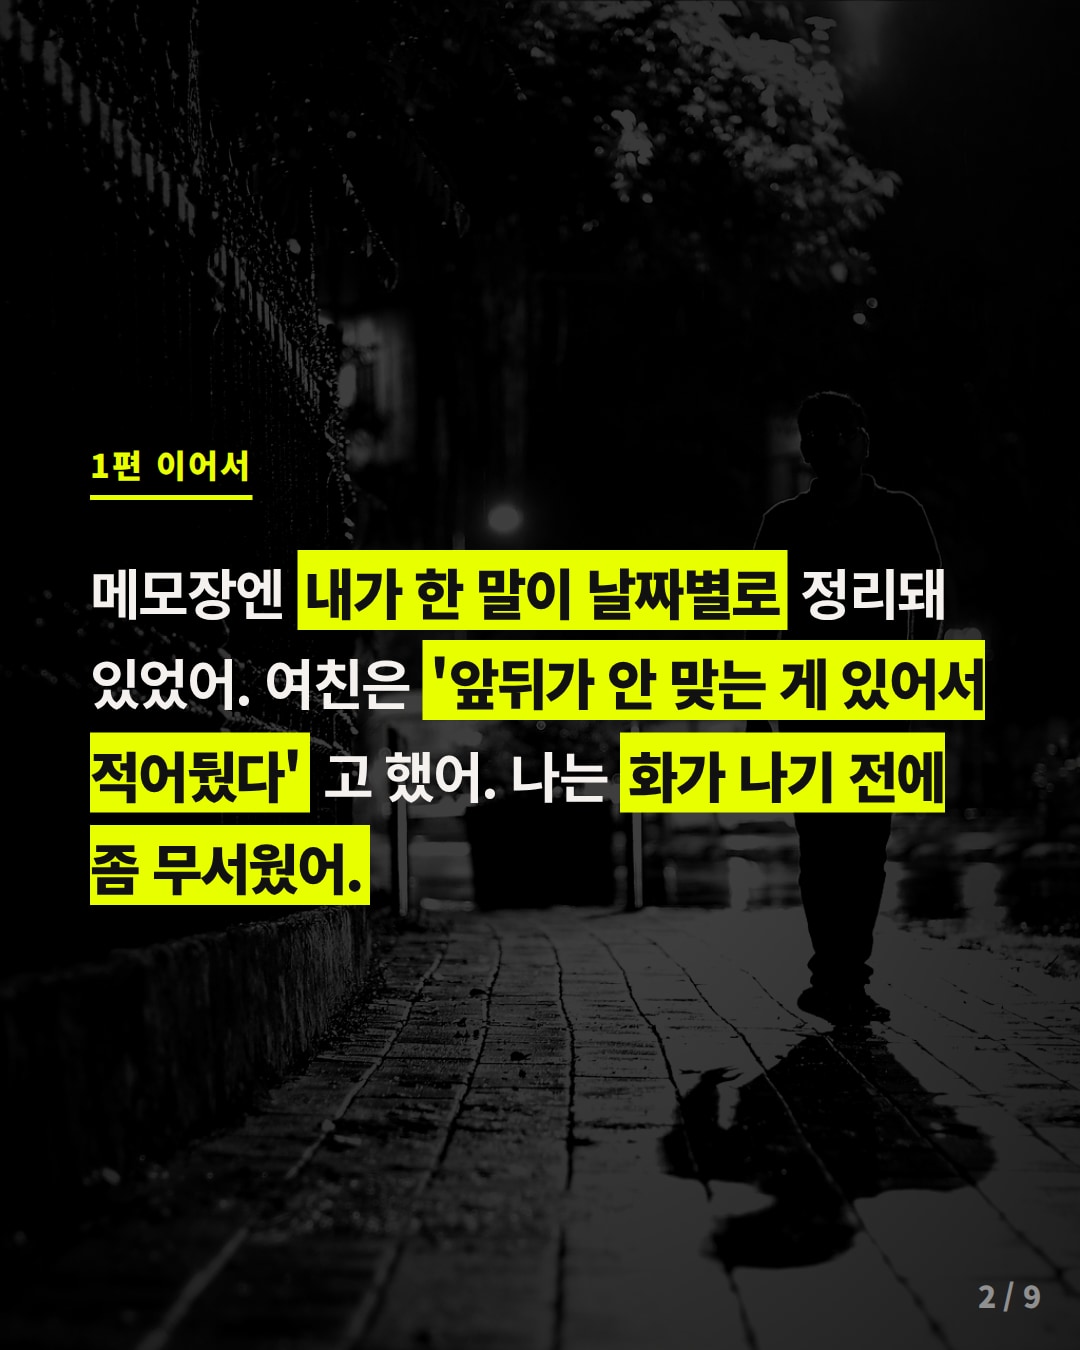 1편 이어서
메모장엔 내가 한 말이 날짜별로 정리돼
있었어. 여친은 '앞뒤가 안 맞는 게 있어서
적어뒀다' 고 했어. 나는 화가 나기 전에
좀 무서웠어.
2 / 9